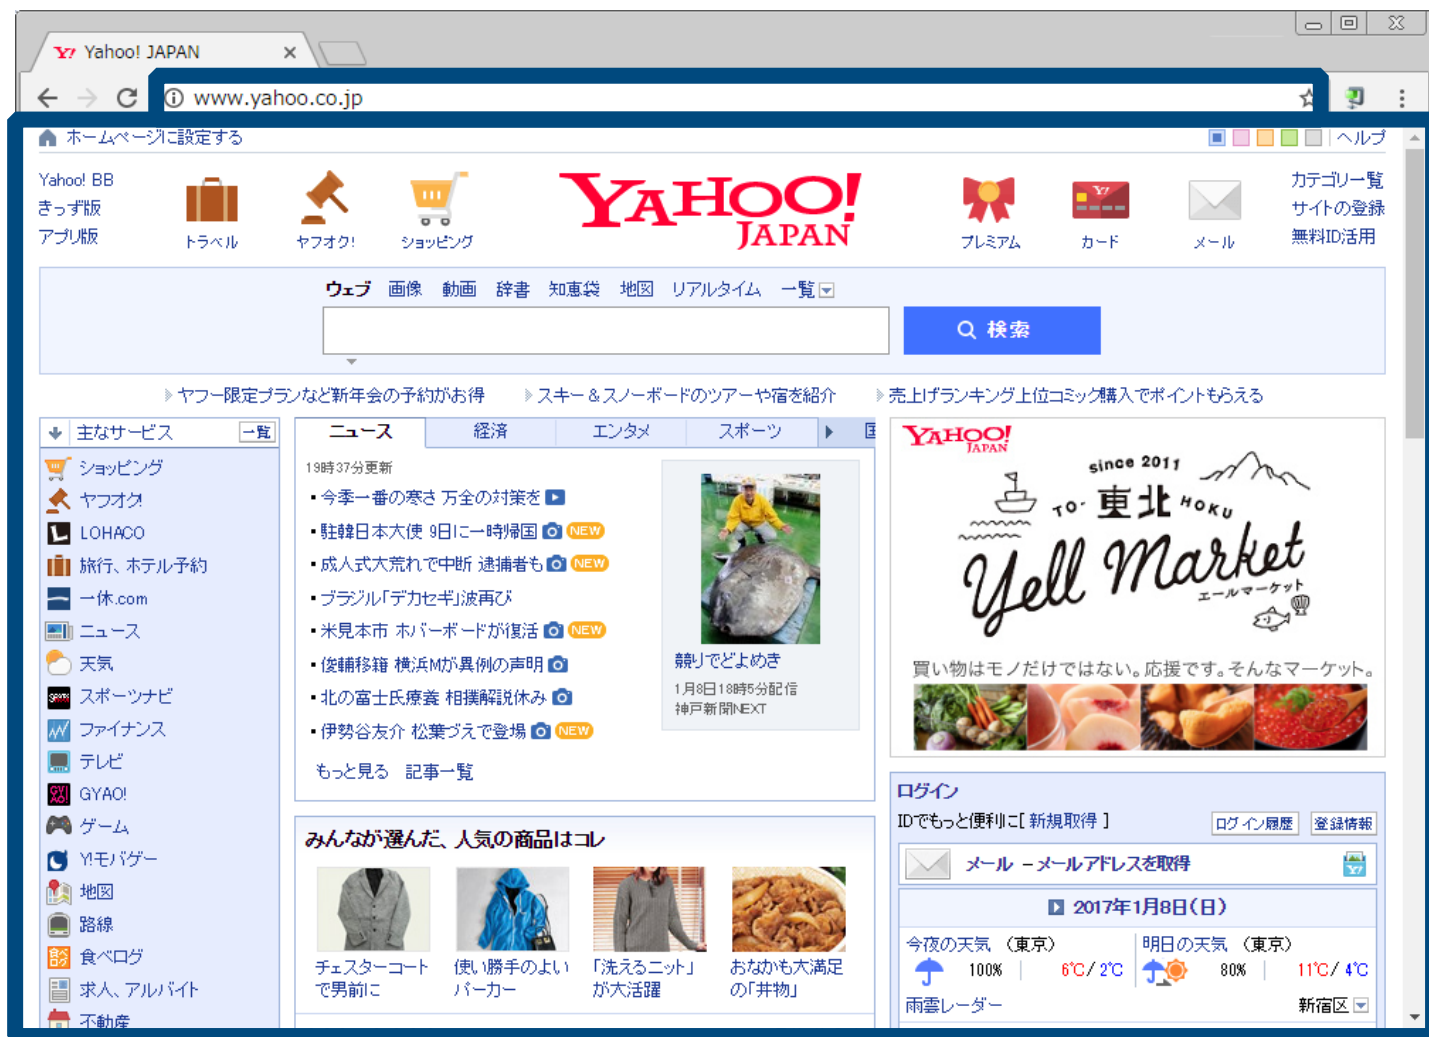 Yahoo! JAPAN
www.yahoo.co.jp
ホームページに設定する
ヘルプ
Yahoo! BB
きっず版
アプリ版
トラベル
ヤフオク!
ショッピング
YAHOO!
JAPAN
プレミアム
カード
メール
カテゴリ一覧
サイトの登録
無料ID活用
ウェブ 画像 動画 辞書 知恵袋 地図 リアルタイム 一覧
検索
ヤフー限定プランなど新年会の予約がお得
スキー＆スノーボードのツアーや宿を紹介
売上げランキング上位コミック購入でポイントもらえる
主なサービス 一覧
ショッピング
ヤフオク!
LOHACO
旅行、ホテル予約
一休.com
ニュース
天気
スポーツナビ
ファイナンス
テレビ
GYAO!
ゲーム
Y!モバゲー
地図
路線
食べログ
求人、アルバイト
不動産
ニュース 経済 エンタメ スポーツ
19時37分更新
今季一番の寒さ 万全の対策を
駐韓日本大使 9日に一時帰国 NEW
成人式大荒れで中断 逮捕者も NEW
ブラジル「デカセギ」波再び
米見本市 ホバーボードが復活 NEW
俊輔移籍 横浜Mが異例の声明
北の富士氏療養 相撲解説休み
伊勢谷友介 松葉づえで登場 NEW
もっと見る 記事一覧
競りでどよめき
1月8日18時5分配信
神戸新聞NEXT
みんなが選んだ、人気の商品はコレ
チェスターコート
で男前に
使い勝手のよい
パーカー
「洗えるニット」
が大活躍
おなかも大満足
の「丼物」
YAHOO!
JAPAN
since 2011
TO- 東北 HOKU
Yell Market
エールマーケット
買い物はモノだけではない。応援です。そんなマーケット。
ログイン
IDでもっと便利に[ 新規取得 ]
ログイン履歴 登録情報
メール － メールアドレスを取得
2017年1月8日(日)
今夜の天気 （東京）
100% 6℃/ 2℃
明日の天気 （東京）
80% 11℃/ 4℃
雨雲レーダー
新宿区